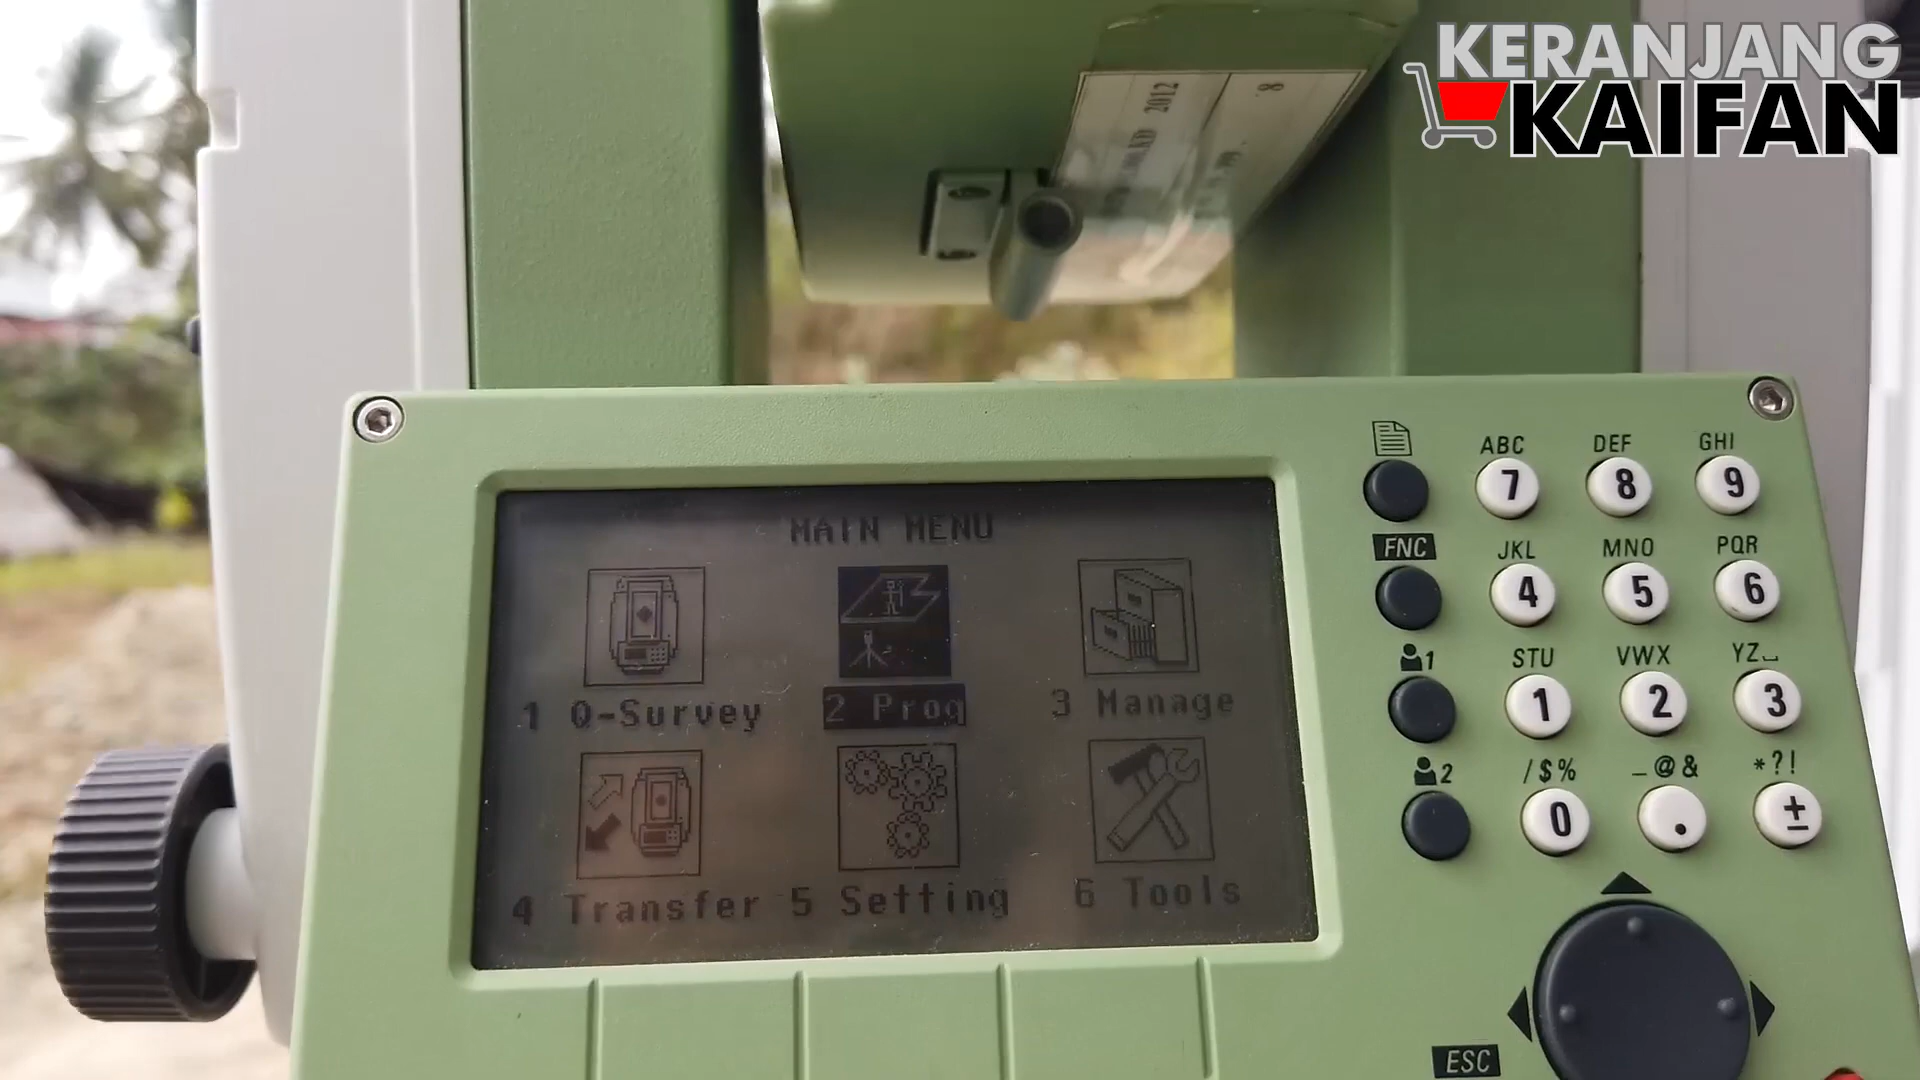 KERANJANG
KAIFAN
2012
8
MAIN MENU
1 Q-Survey
2 Prog
3 Manage
4 Transfer
5 Setting
6 Tools
ABC DEF GHI
7 8 9
FNC JKL MNO PQR
4 5 6
1 STU VWX YZ⎵
1 2 3
2 /$% _@& *?!
0 . ±
ESC